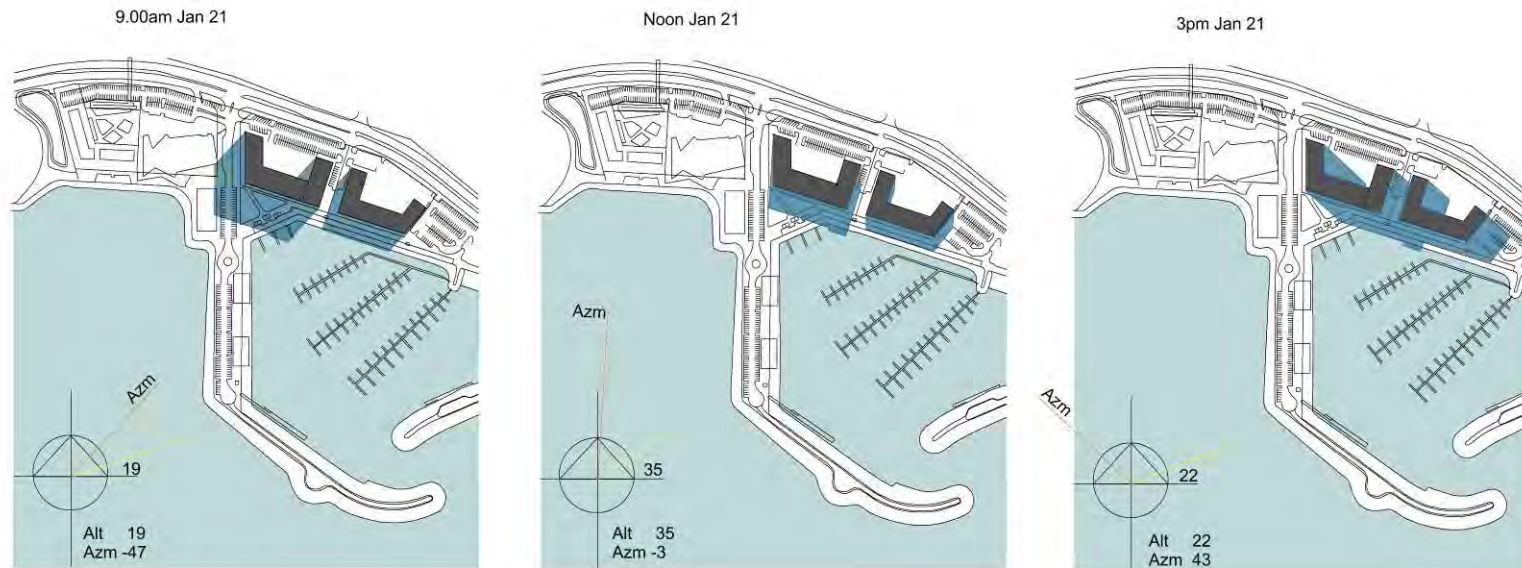 9.00am Jan 21
Noon Jan 21
3pm Jan 21
Azm
19
Alt 19
Azm -47
Azm
35
Alt 35
Azm -3
Azm
22
Alt 22
Azm 43